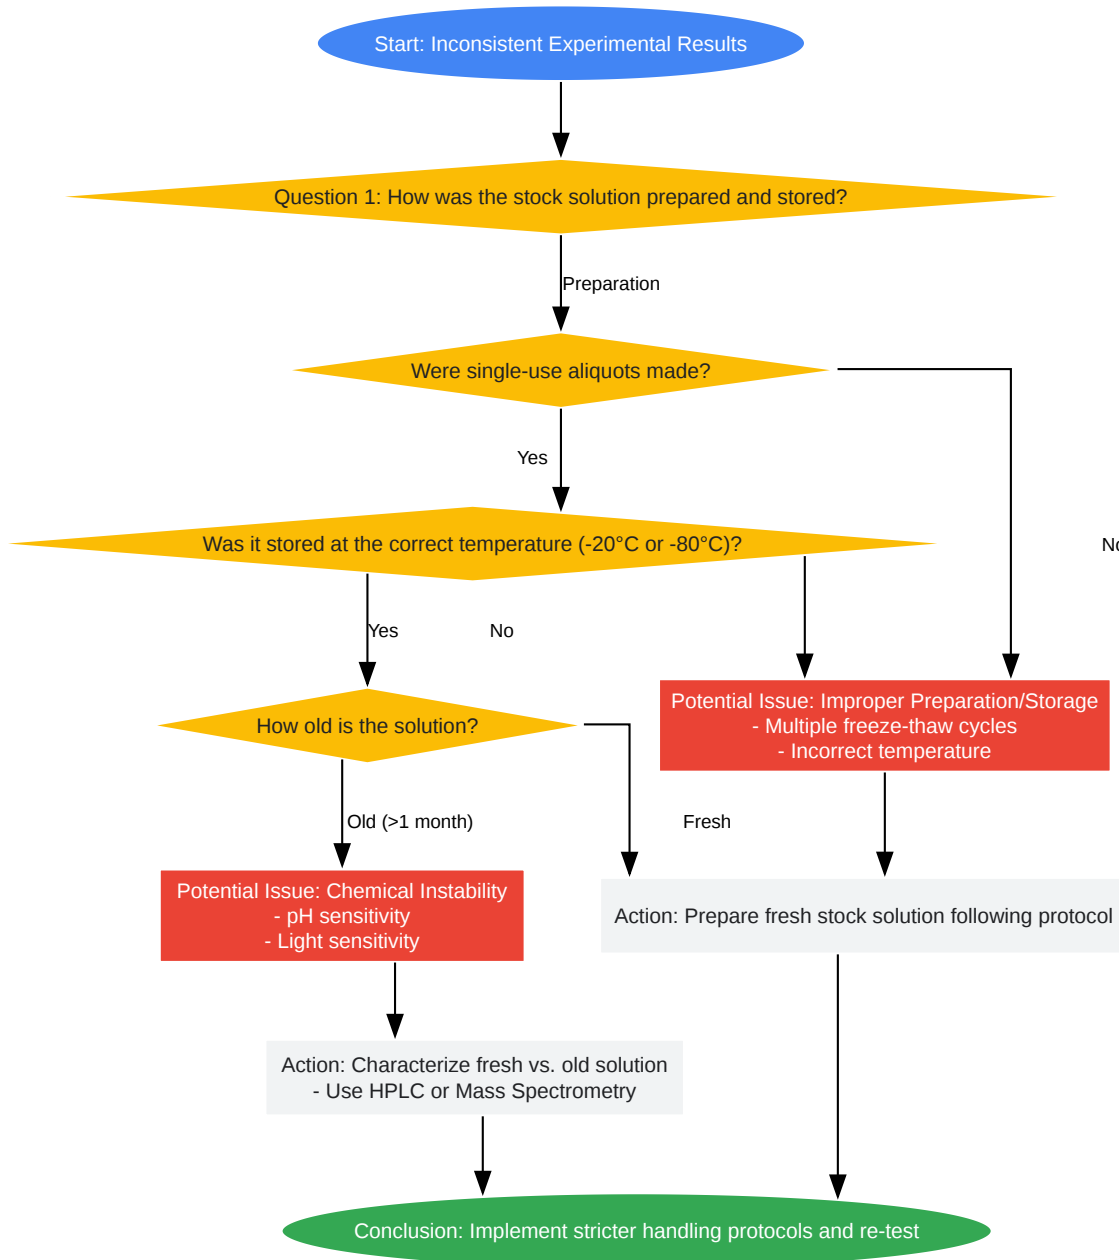 Start: Inconsistent Experimental Results
Question 1: How was the stock solution prepared and stored?
Preparation
Were single-use aliquots made?
Yes
Was it stored at the correct temperature (-20°C or -80°C)?
No
Yes
No
Potential Issue: Improper Preparation/Storage
- Multiple freeze-thaw cycles
- Incorrect temperature
How old is the solution?
Old (>1 month)
Fresh
Potential Issue: Chemical Instability
- pH sensitivity
- Light sensitivity
Action: Prepare fresh stock solution following protocol
Action: Characterize fresh vs. old solution
- Use HPLC or Mass Spectrometry
Conclusion: Implement stricter handling protocols and re-test